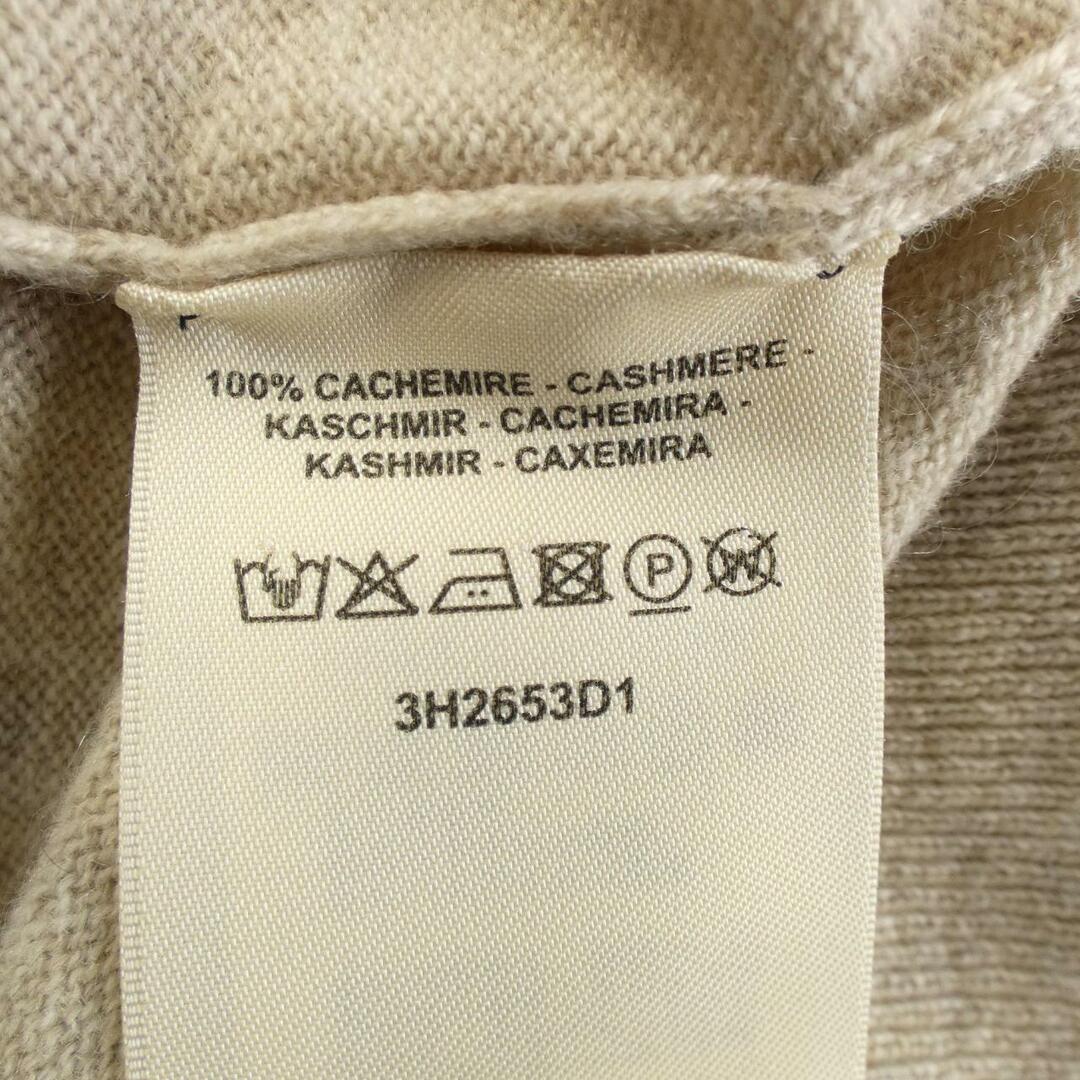 100% CACHEMIRE - CASHMERE -
KASCHMIR - CACHEMIRA -
KASHMIR - CAXEMIRA
P W
3H2653D1